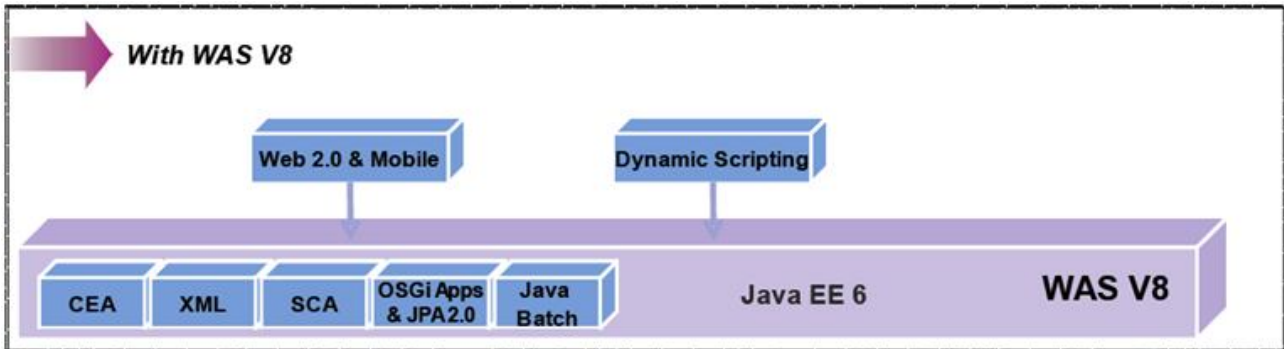 With WAS V8
Web 2.0 & Mobile
Dynamic Scripting
CEA
XML
SCA
OSGi Apps
& JPA2.0
Java
Batch
Java EE 6
WAS V8